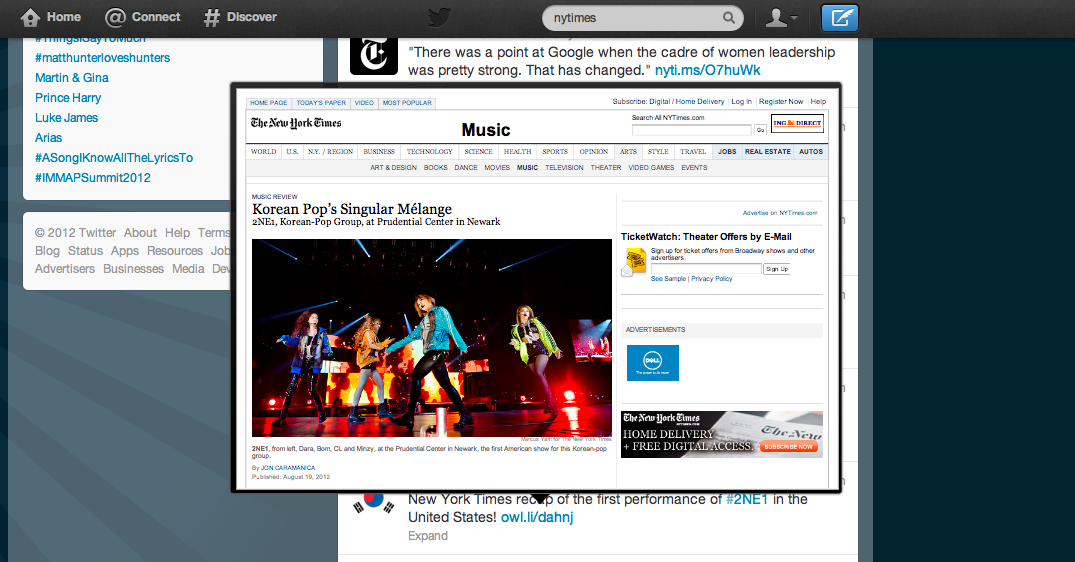 Home
Connect
Discover
nytimes
#ThingsISayToMuch
#matthunterloveshunters
Martin & Gina
Prince Harry
Luke James
Arias
#ASongIKnowAllTheLyricsTo
#IMMAPSummit2012
© 2012 Twitter About Help Terms
Blog Status Apps Resources Job
Advertisers Businesses Media Dev
"There was a point at Google when the cadre of women leadership
was pretty strong. That has changed." nyti.ms/O7huWk
HOME PAGE TODAY'S PAPER VIDEO MOST POPULAR
Subscribe: Digital / Home Delivery Log In Register Now Help
The New York Times
Music
Search All NYTimes.com
Go
ING DIRECT
WORLD U.S. N.Y. / REGION BUSINESS TECHNOLOGY SCIENCE HEALTH SPORTS OPINION ARTS STYLE TRAVEL JOBS REAL ESTATE AUTOS
ART & DESIGN BOOKS DANCE MOVIES MUSIC TELEVISION THEATER VIDEO GAMES EVENTS
MUSIC REVIEW
Korean Pop's Singular Mélange
2NE1, Korean-Pop Group, at Prudential Center in Newark
Marcus Yam for The New York Times
2NE1, from left, Dara, Bom, CL and Minzy, at the Prudential Center in Newark, the first American show for this Korean-pop
group.
By JON CARAMANICA
Published: August 19, 2012
Advertise on NYTimes.com
TicketWatch: Theater Offers by E-Mail
Sign up for ticket offers from Broadway shows and other
advertisers.
Sign Up
See Sample | Privacy Policy
ADVERTISEMENTS
DELL
The power to do more
The New York Times
HOME DELIVERY
+ FREE DIGITAL ACCESS.
SUBSCRIBE NOW
New York Times recap of the first performance of #2NE1 in the
United States! owl.li/dahnj
Expand